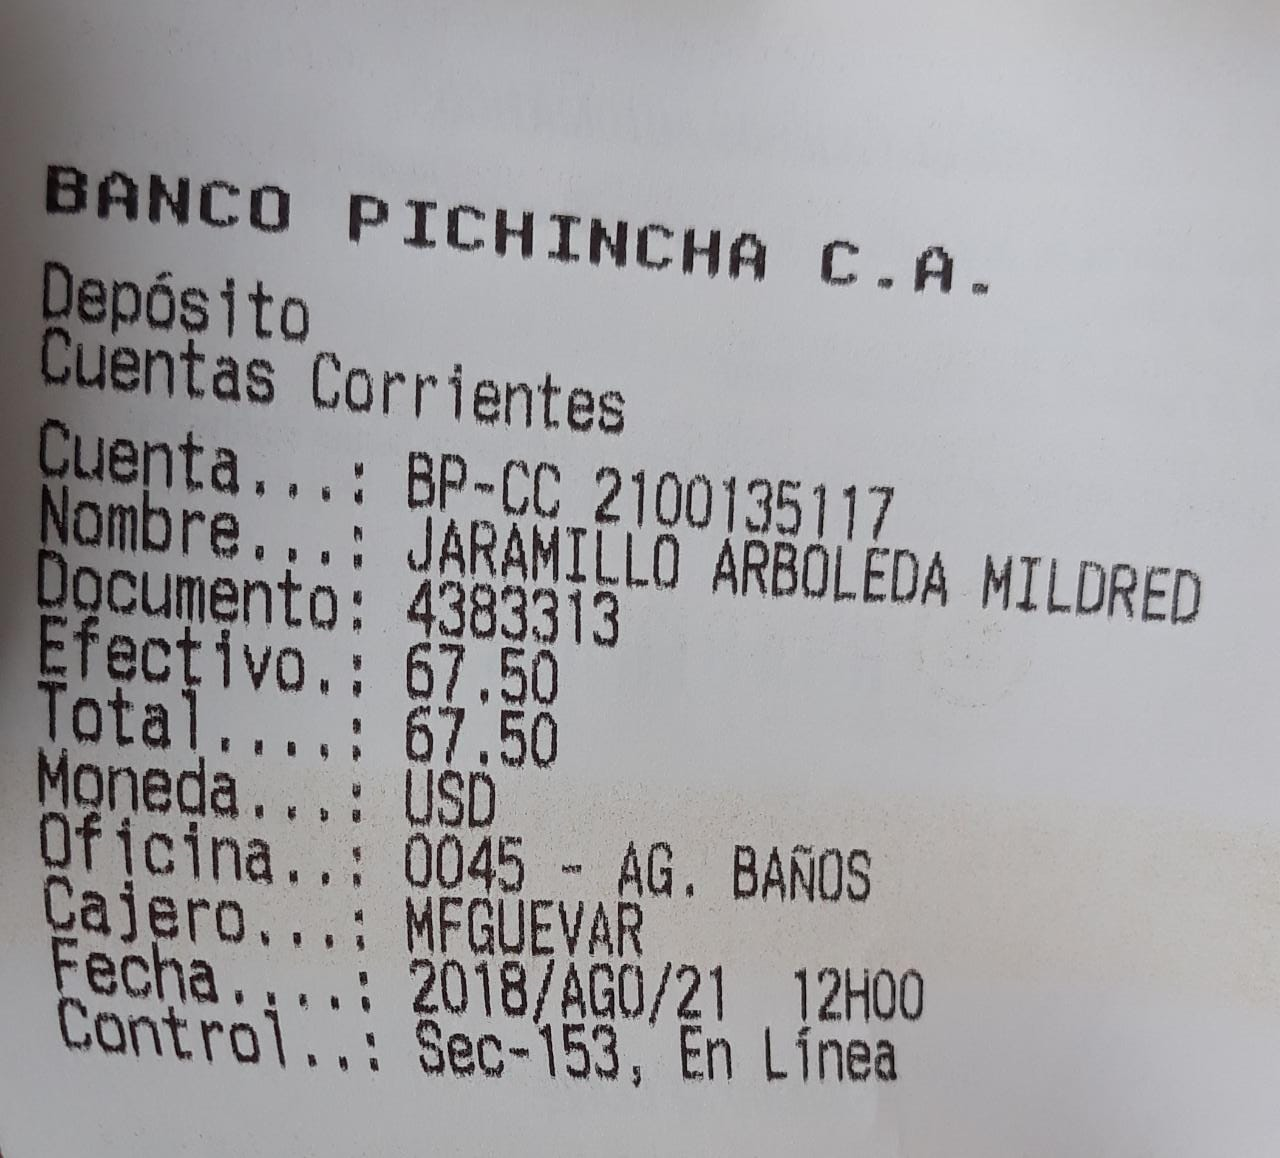 BANCO PICHINCHA C.A.
Depósito
Cuentas Corrientes
Cuenta...: BP-CC 2100135117
Nombre...: JARAMILLO ARBOLEDA MILDRED
Documento: 4383313
Efectivo.: 67.50
Total....: 67.50
Moneda...: USD
Oficina..: 0045 - AG. BAÑOS
Cajero...: MFGUEVAR
Fecha....: 2018/AGO/21 12H00
Control..: Sec-153, En Línea